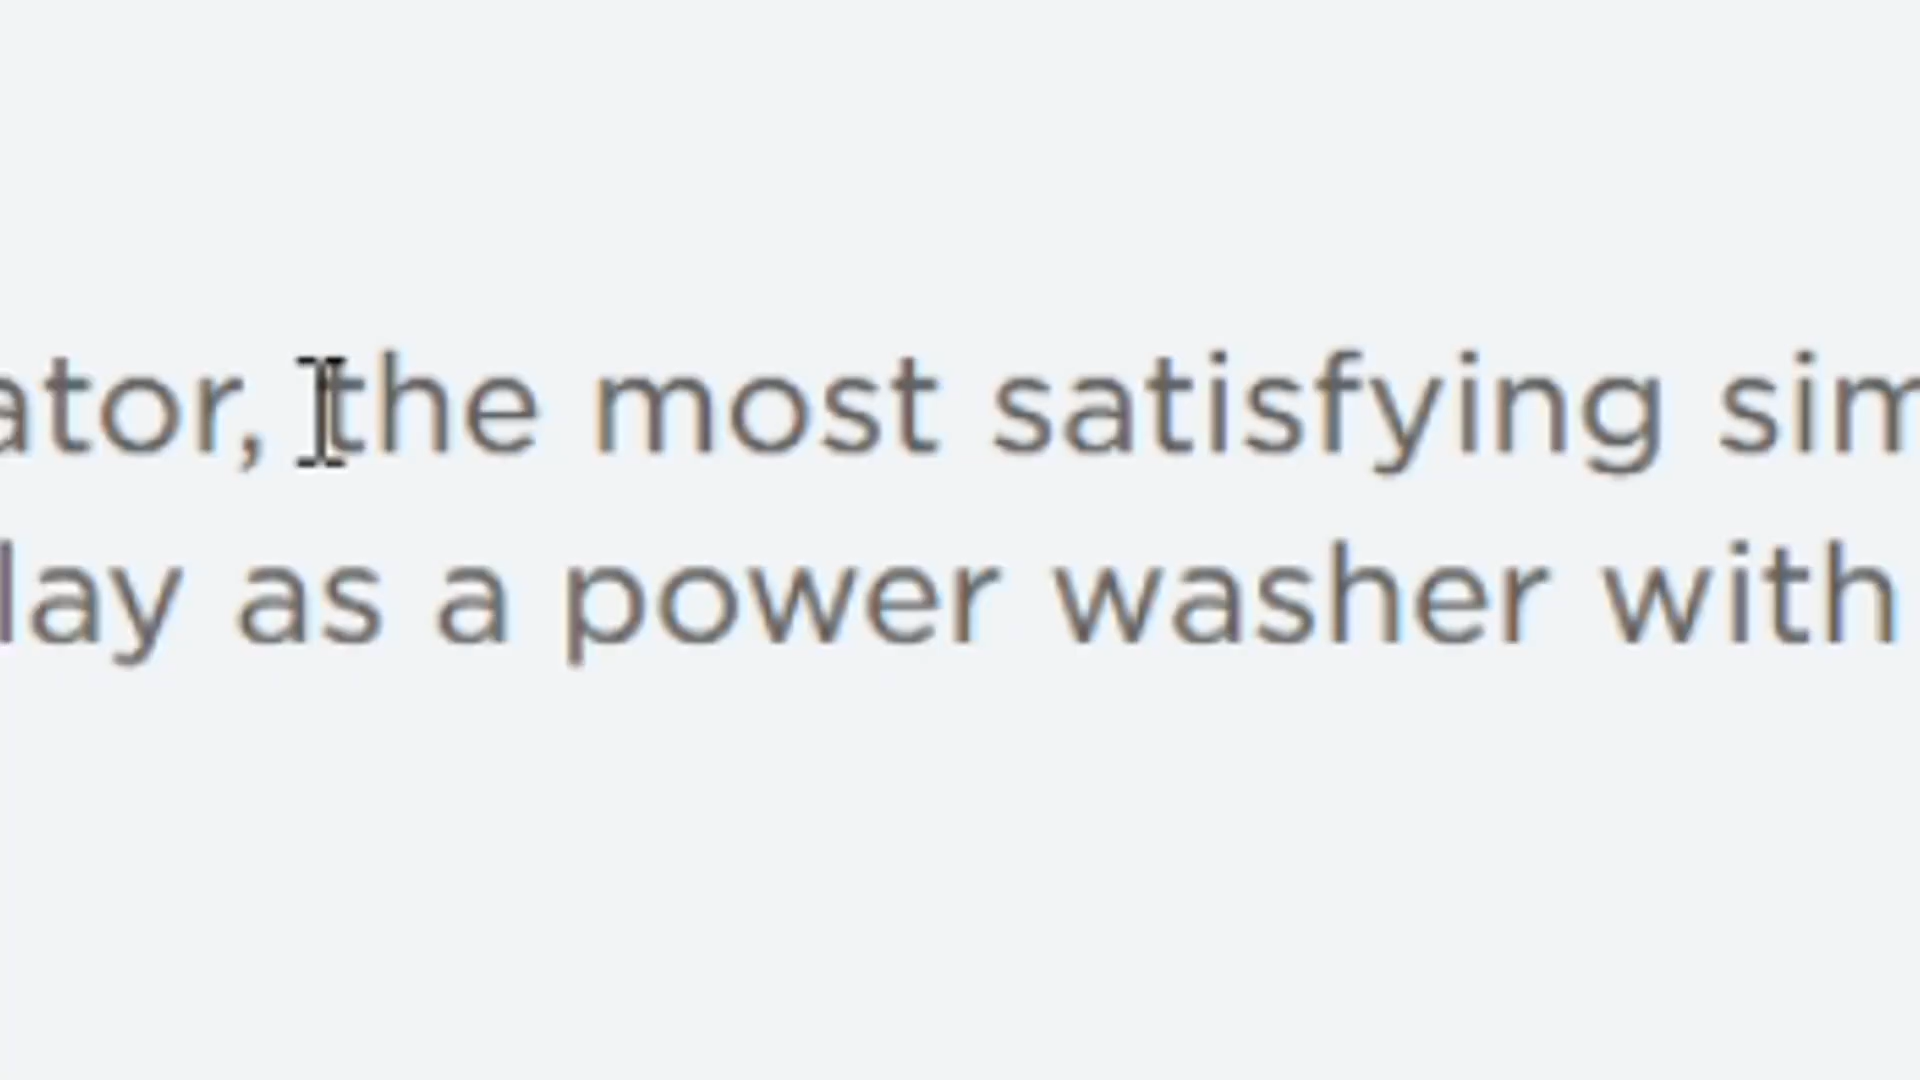 ator, the most satisfying sim
lay as a power washer with